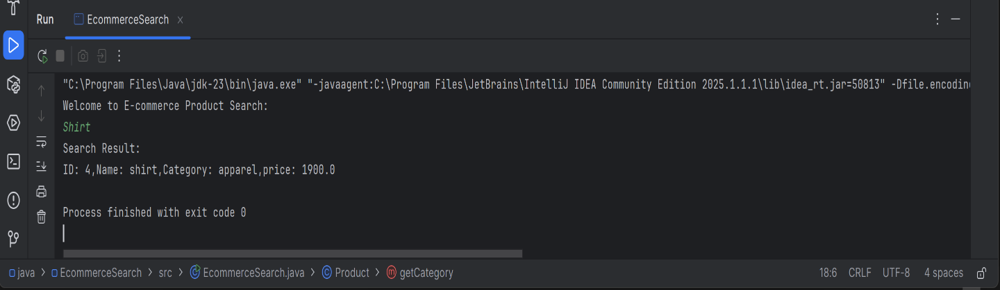 Run EcommerceSearch
"C:\Program Files\Java\jdk-23\bin\java.exe" "-javaagent:C:\Program Files\JetBrains\IntelliJ IDEA Community Edition 2025.1.1.1\lib\idea_rt.jar=50813" -Dfile.encoding
Welcome to E-commerce Product Search:
Shirt
Search Result:
ID: 4,Name: shirt,Category: apparel,price: 1900.0
Process finished with exit code 0
java > EcommerceSearch > src > EcommerceSearch.java > Product > getCategory 18:6 CRLF UTF-8 4 spaces